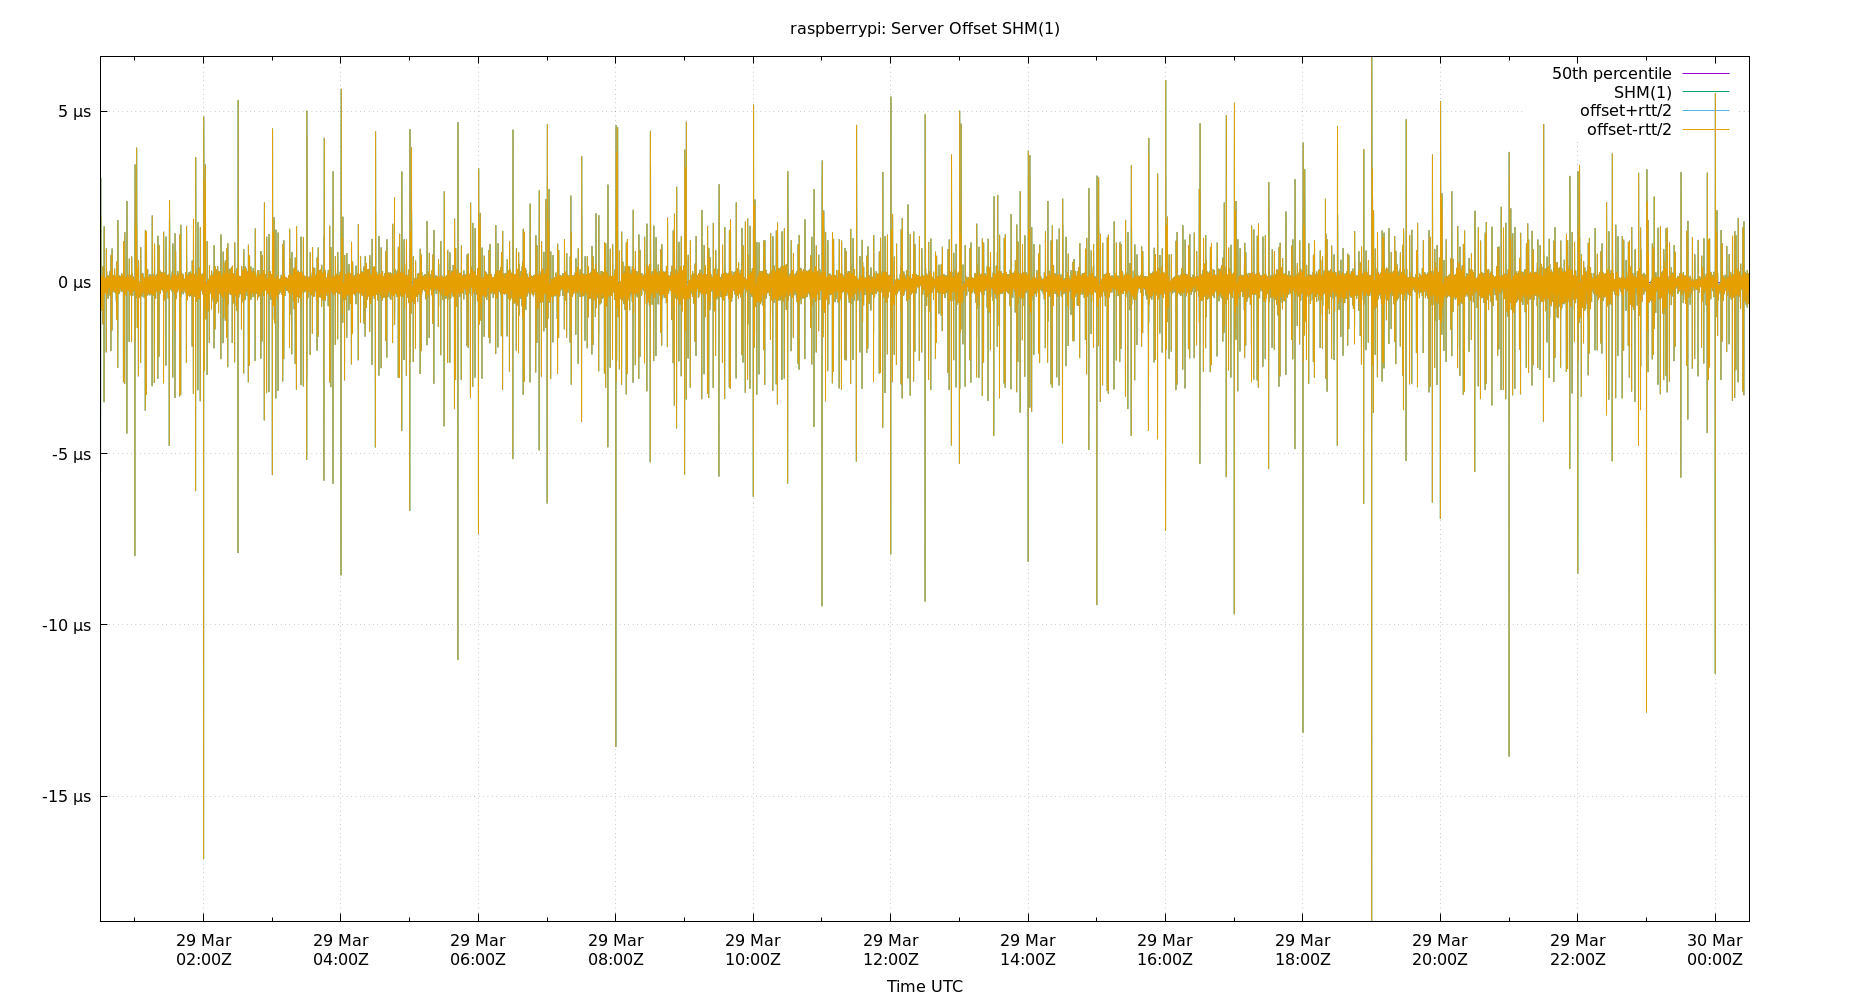 raspberrypi: Server Offset SHM(1)
50th percentile
SHM(1)
offset+rtt/2
offset-rtt/2
5 µs
0 µs
-5 µs
-10 µs
-15 µs
29 Mar 29 Mar 29 Mar 29 Mar 29 Mar 29 Mar 29 Mar 29 Mar 29 Mar 29 Mar 29 Mar 30 Mar
02:00Z 04:00Z 06:00Z 08:00Z 10:00Z 12:00Z 14:00Z 16:00Z 18:00Z 20:00Z 22:00Z 00:00Z
Time UTC